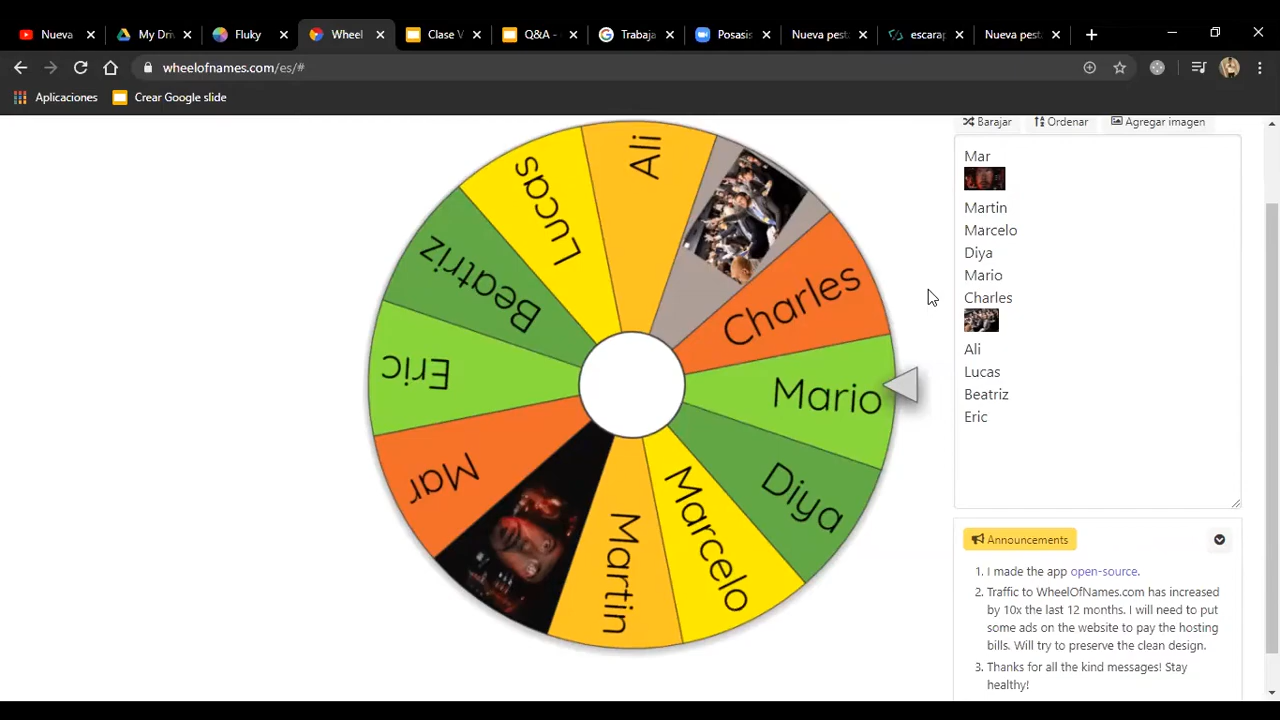 Nueva
My Driv
Fluky
Wheel
Clase V
Q&A -
Trabaja
Posasis
Nueva pest
escarap
Nueva pest
wheelofnames.com/es/#
Aplicaciones
Crear Google slide
Barajar
Ordenar
Agregar imagen
Ali
Charles
Mario
Diya
Marcelo
Martin
Mar
Eric
Beatriz
Lucas
Mar
Martin
Marcelo
Diya
Mario
Charles
Ali
Lucas
Beatriz
Eric
Announcements
1. I made the app open-source.
2. Traffic to WheelOfNames.com has increased
by 10x the last 12 months. I will need to put
some ads on the website to pay the hosting
bills. Will try to preserve the clean design.
3. Thanks for all the kind messages! Stay
healthy!